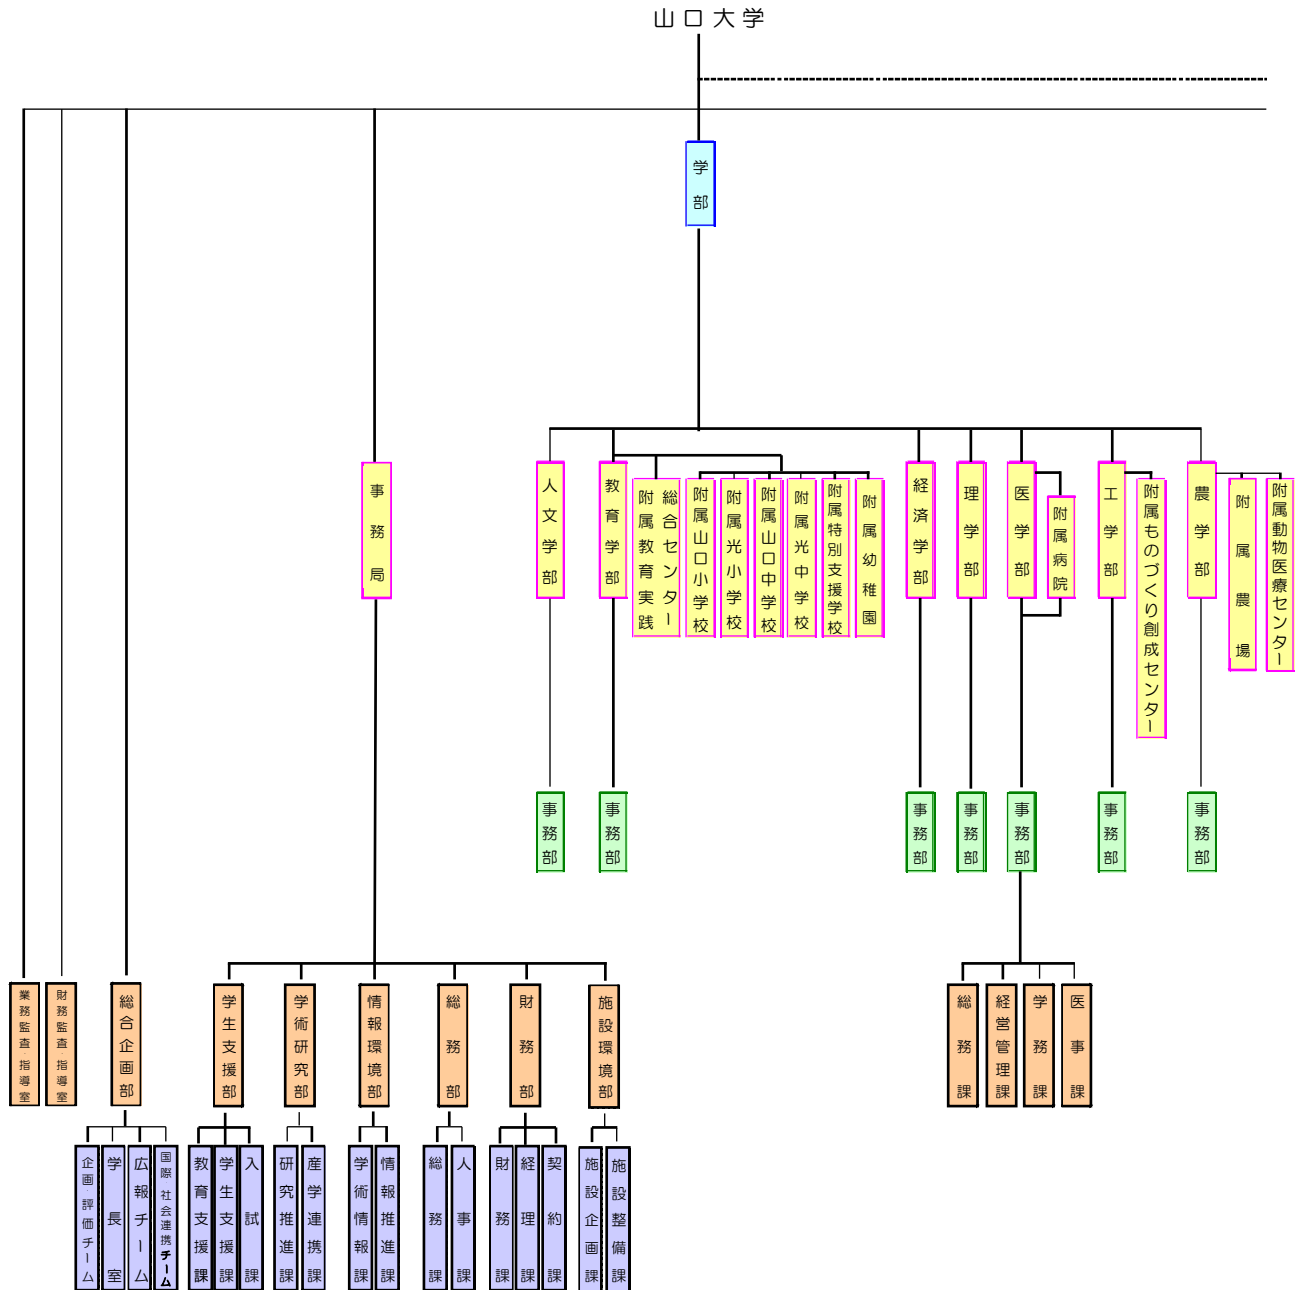 山口大学
学部
事務局
人文学部
教育学部
附属教育実践
総合センター
附属山口小学校
附属光小学校
附属山口中学校
附属光中学校
附属特別支援学校
附属幼稚園
経済学部
理学部
医学部
附属病院
工学部
附属ものづくり創成センター
農学部
附属農場
附属動物医療センター
事務部
事務部
事務部
事務部
事務部
事務部
事務部
業務監査・指導室
財務監査・指導室
総合企画部
学生支援部
学術研究部
情報環境部
総務部
財務部
施設環境部
総務課
経営管理課
学務課
医事課
企画・評価チーム
学長室
広報チーム
国際・社会連携チーム
教育支援課
学生支援課
入試課
研究推進課
産学連携課
学術情報課
情報推進課
総務課
人事課
財務課
経理課
契約課
施設企画課
施設整備課